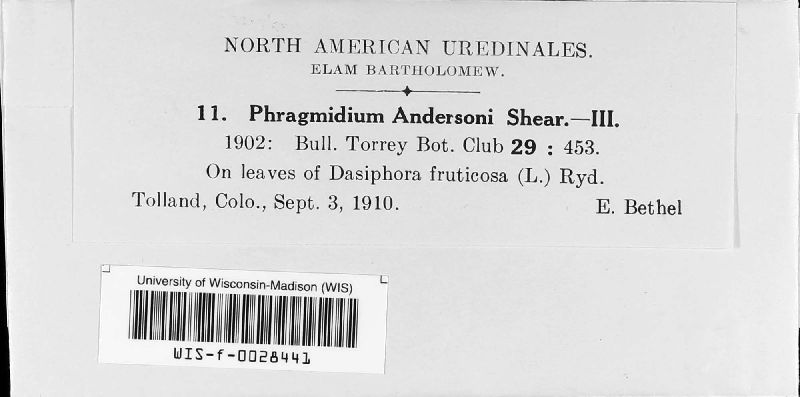 NORTH AMERICAN UREDINALES.
ELAM BARTHOLOMEW.
11. Phragmidium Andersoni Shear.—III.
1902: Bull. Torrey Bot. Club 29 : 453.
On leaves of Dasiphora fruticosa (L.) Ryd.
Tolland, Colo., Sept. 3, 1910. E. Bethel
University of Wisconsin-Madison (WIS)
WIS-f-0028441